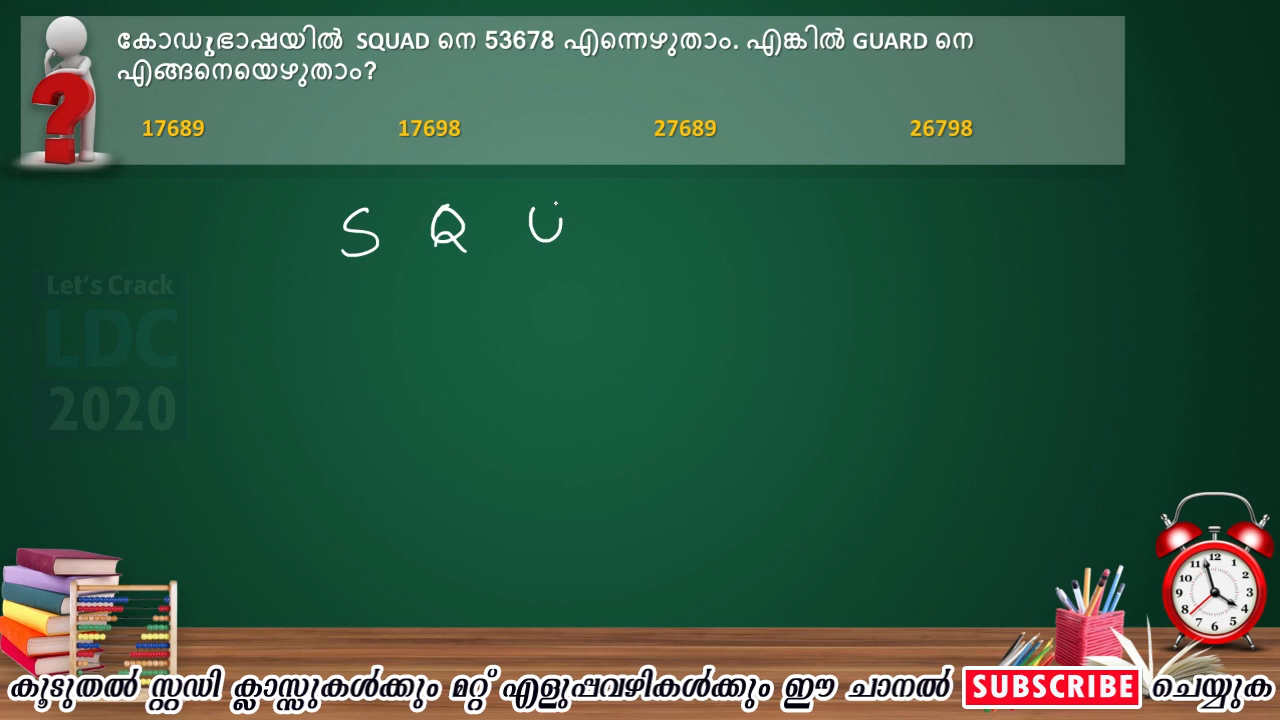 കോഡുഭാഷയിൽ SQUAD നെ 53678 എന്നെഴുതാം. എങ്കിൽ GUARD നെ
എങ്ങനെയെഴുതാം?
17689 17698 27689 26798
S Q U
Let's Crack
LDC
2020
കൂടുതൽ സ്റ്റഡി ക്ലാസ്സുകൾക്കും മറ്റ് എളുപ്പവഴികൾക്കും ഈ ചാനൽ SUBSCRIBE ചെയ്യുക